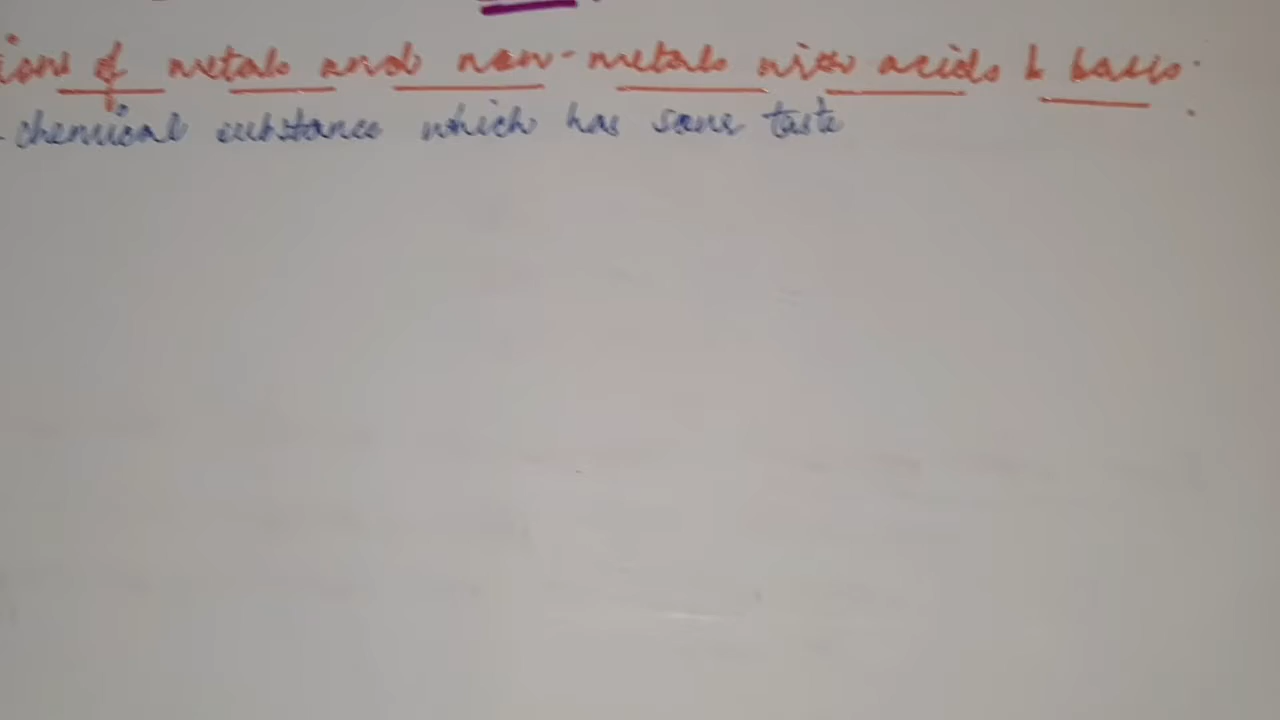 ions of metals and non-metals with acids & bases.
- chemical substance which has sour taste